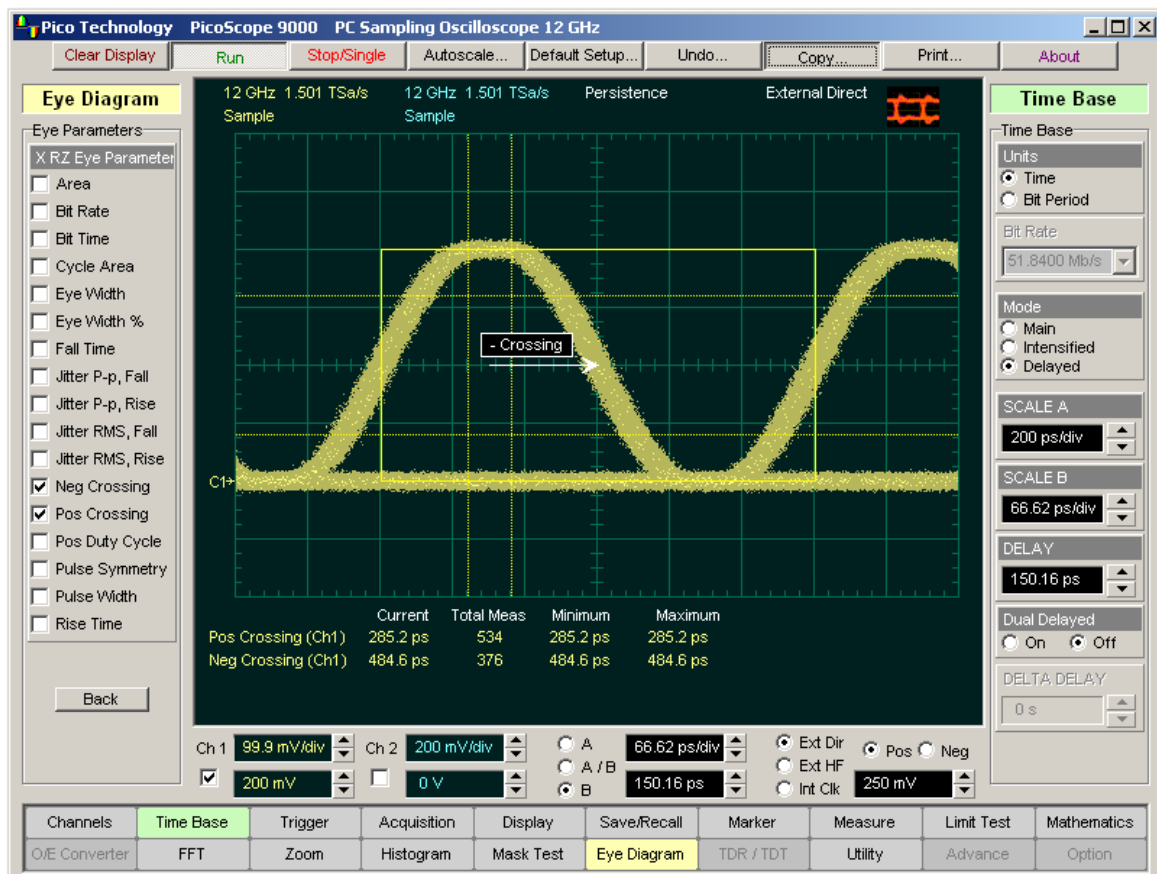 Pico Technology PicoScope 9000 PC Sampling Oscilloscope 12 GHz
Clear Display Run Stop/Single Autoscale... Default Setup... Undo... Copy... Print... About
Eye Diagram
Eye Parameters
X RZ Eye Parameter
Area
Bit Rate
Bit Time
Cycle Area
Eye Width
Eye Width %
Fall Time
Jitter P-p, Fall
Jitter P-p, Rise
Jitter RMS, Fall
Jitter RMS, Rise
Neg Crossing
Pos Crossing
Pos Duty Cycle
Pulse Symmetry
Pulse Width
Rise Time
Back
12 GHz 1.501 TSa/s 12 GHz 1.501 TSa/s Persistence External Direct
Sample Sample
- Crossing
C1
Current Total Meas Minimum Maximum
Pos Crossing (Ch1) 285.2 ps 534 285.2 ps 285.2 ps
Neg Crossing (Ch1) 484.6 ps 376 484.6 ps 484.6 ps
Time Base
Time Base
Units
Time
Bit Period
Bit Rate
51.8400 Mb/s
Mode
Main
Intensified
Delayed
SCALE A
200 ps/div
SCALE B
66.62 ps/div
DELAY
150.16 ps
Dual Delayed
On Off
DELTA DELAY
0 s
Ch 1 99.9 mV/div Ch 2 200 mV/div A 66.62 ps/div Ext Dir Pos Neg
A / B Ext HF
200 mV 0 V B 150.16 ps Int Clk 250 mV
Channels Time Base Trigger Acquisition Display Save/Recall Marker Measure Limit Test Mathematics
O/E Converter FFT Zoom Histogram Mask Test Eye Diagram TDR / TDT Utility Advance Option